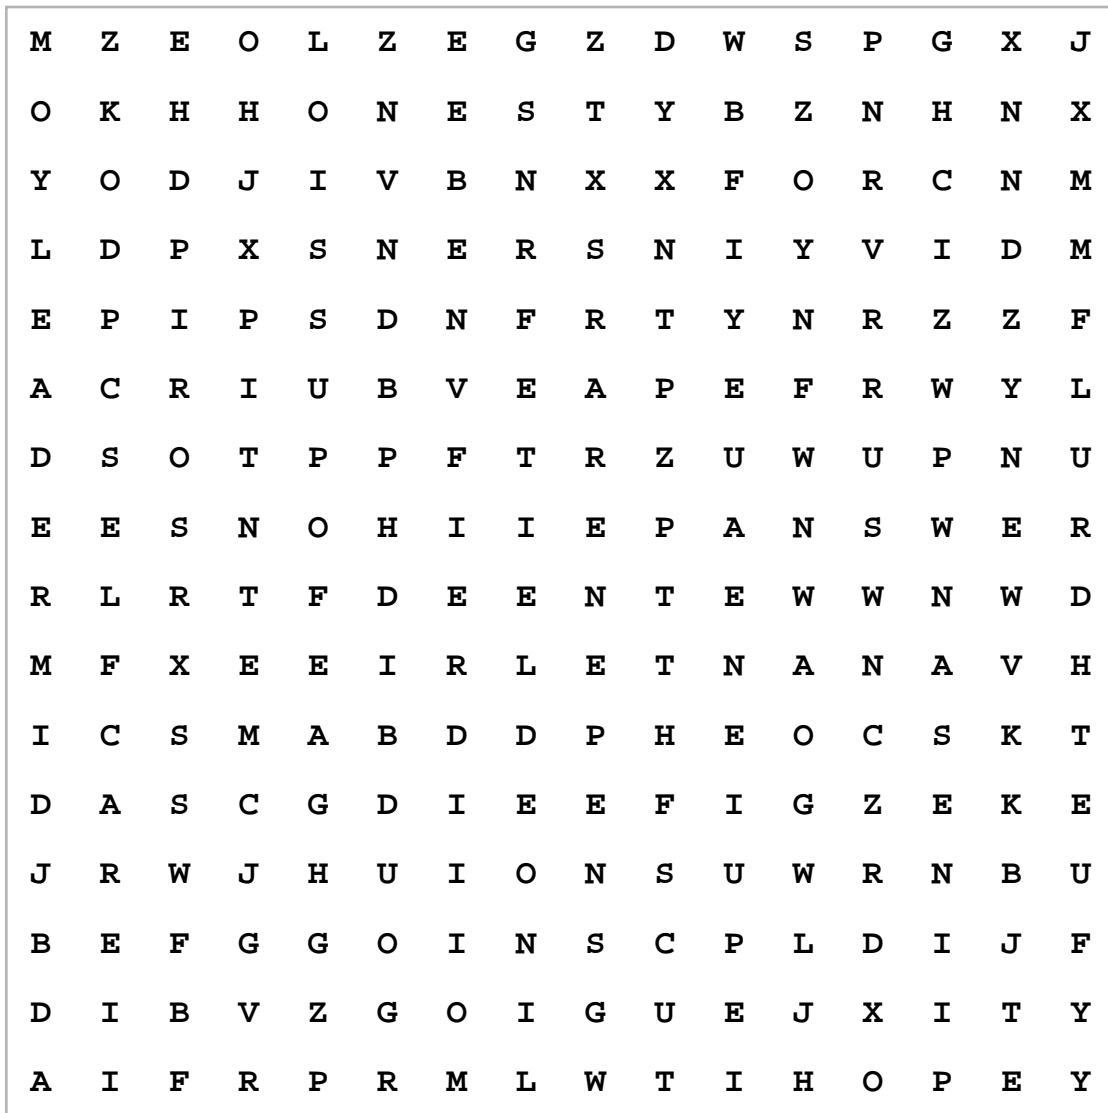 M Z E O L Z E G Z D W S P G X J
O K H H O N E S T Y B Z N H N X
Y O D J I V B N X X F O R C N M
L D P X S N E R S N I Y V I D M
E P I P S D N F R T Y N R Z Z F
A C R I U B V E A P E F R W Y L
D S O T P P F T R Z U W U P N U
E E S N O H I I E P A N S W E R
R L R T F D E E N T E W W N W D
M F X E E I R L E T N A N A V H
I C S M A B D D P H E O C S K T
D A S C G D I E E F I G Z E K E
J R W J H U I O N S U W R N B U
B E F G G O I N S C P L D I J F
D I B V Z G O I G U E J X I T Y
A I F R P R M L W T I H O P E Y